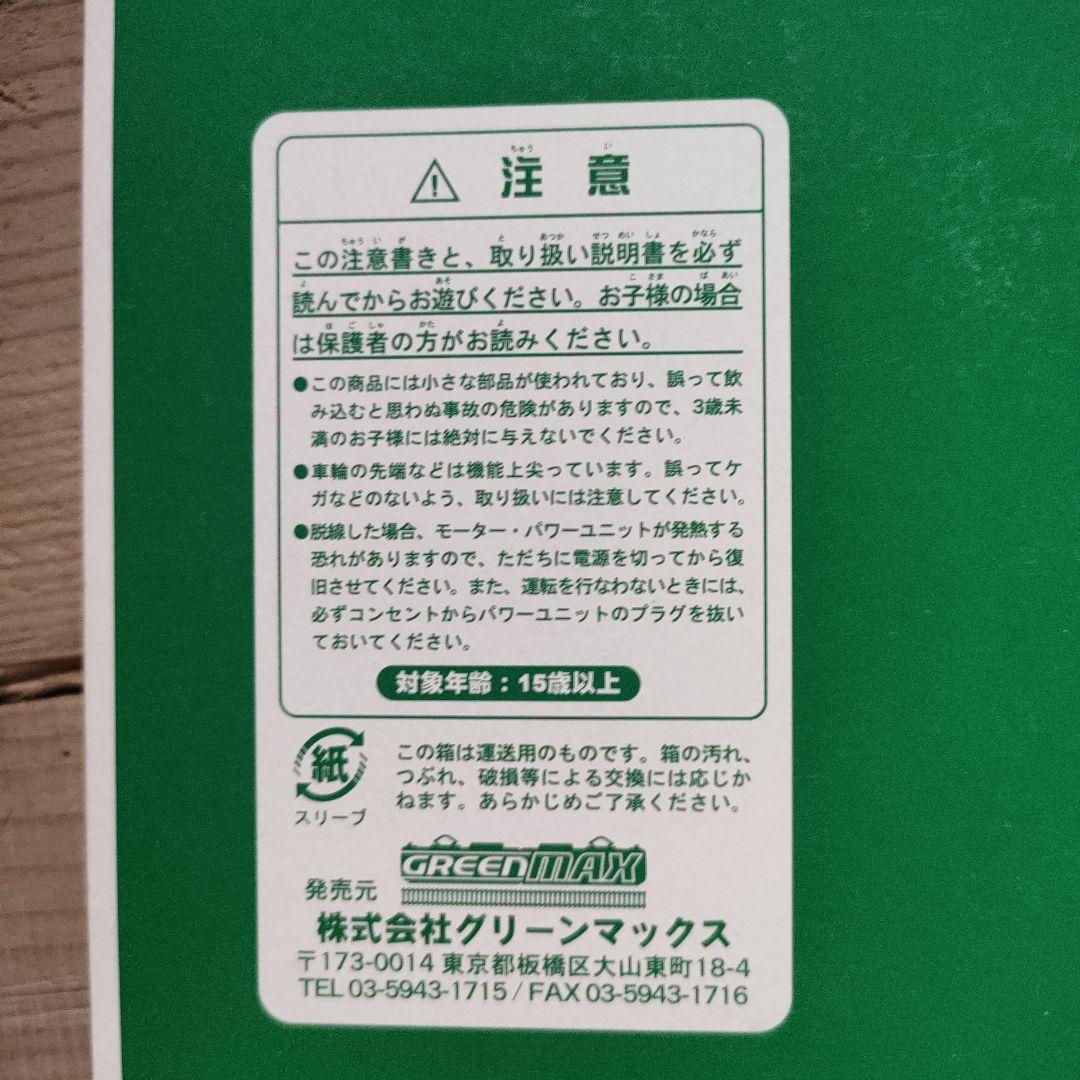 注意
この注意書きと、取り扱い説明書を必ず
読んでからお遊びください。お子様の場合
は保護者の方がお読みください。
●この商品には小さな部品が使われており、誤って飲
み込むと思わぬ事故の危険がありますので、3歳未
満のお子様には絶対に与えないでください。
●車輪の先端などは機能上尖っています。誤ってケ
ガなどのないよう、取り扱いには注意してください。
●脱線した場合、モーター・パワーユニットが発熱する
恐れがありますので、ただちに電源を切ってから復
旧させてください。また、運転を行なわないときには、
必ずコンセントからパワーユニットのプラグを抜い
ておいてください。
対象年齢：15歳以上
紙
スリーブ
この箱は運送用のものです。箱の汚れ、
つぶれ、破損等による交換には応じか
ねます。あらかじめご了承ください。
GREENMAX
発売元
株式会社グリーンマックス
〒173-0014 東京都板橋区大山東町18-4
TEL 03-5943-1715 / FAX 03-5943-1716